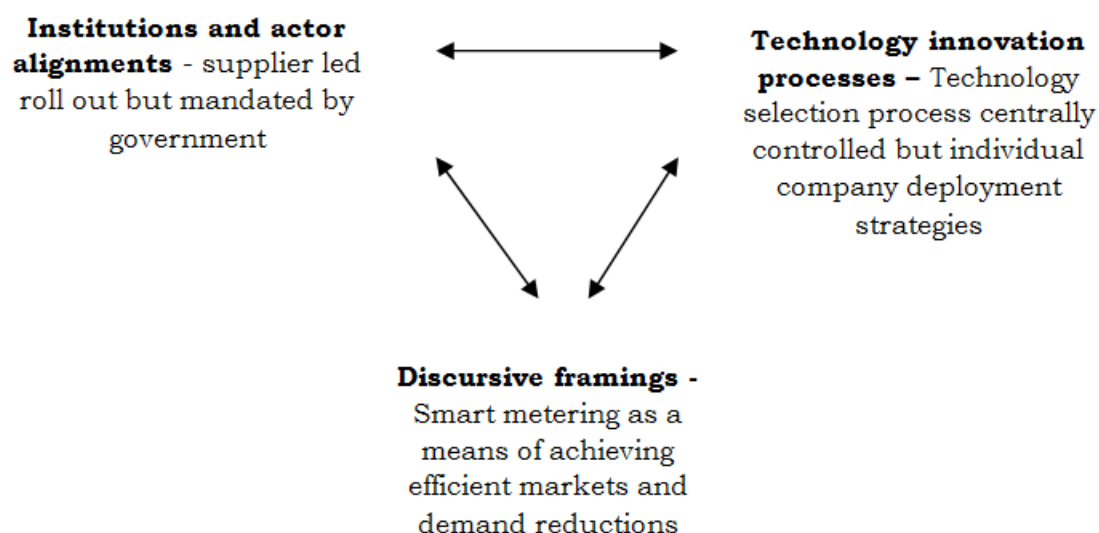 Institutions and actor
alignments - supplier led
roll out but mandated by
government
Technology innovation
processes – Technology
selection process centrally
controlled but individual
company deployment
strategies
Discursive framings -
Smart metering as a
means of achieving
efficient markets and
demand reductions